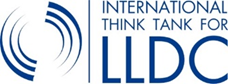 INTERNATIONAL
THINK TANK FOR
LLDC